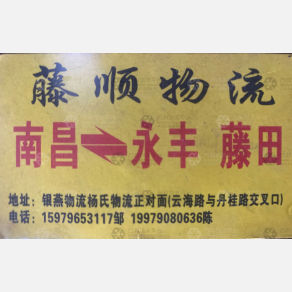 藤顺物流
南昌 永丰 藤田
地址：银燕物流杨氏物流正对面(云海路与丹桂路交叉口)
电话：15979653117邹 19979080636陈